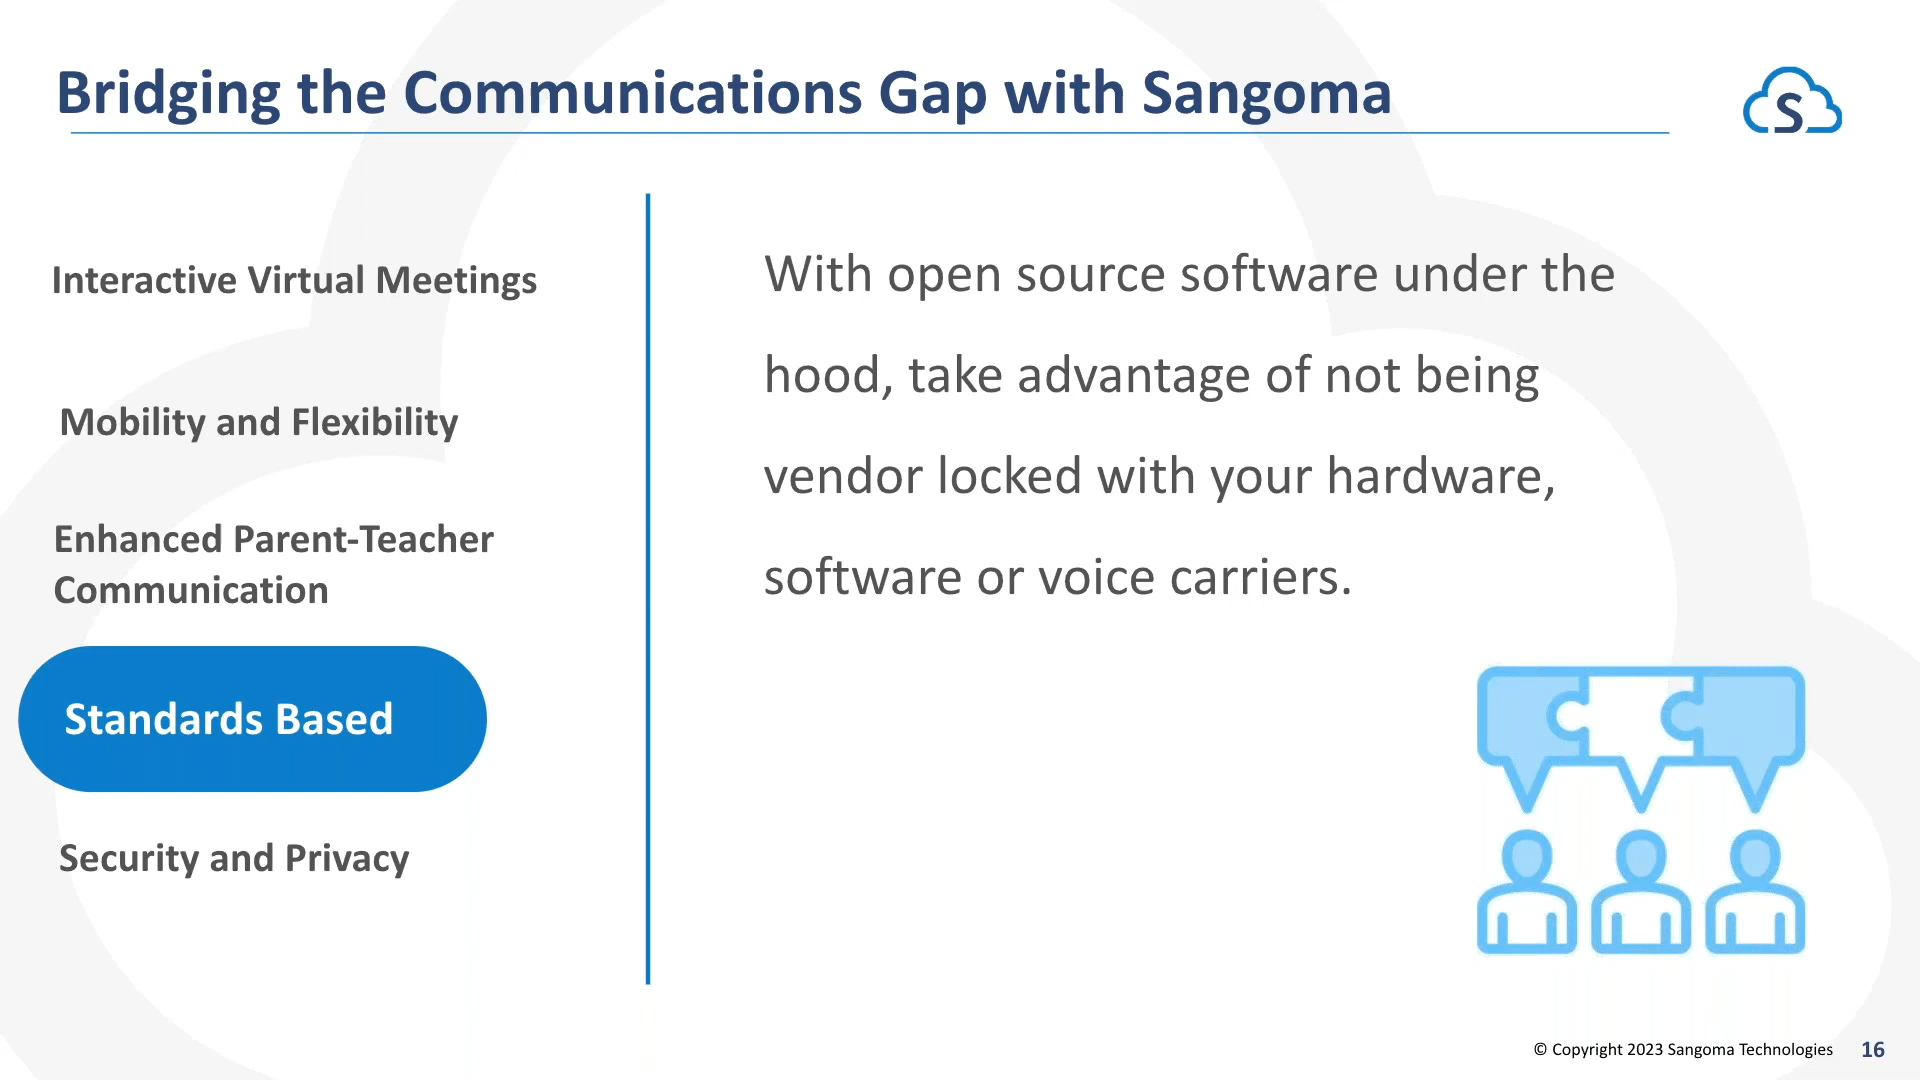 Bridging the Communications Gap with Sangoma
S
Interactive Virtual Meetings
Mobility and Flexibility
Enhanced Parent-Teacher
Communication
Standards Based
Security and Privacy
With open source software under the
hood, take advantage of not being
vendor locked with your hardware,
software or voice carriers.
© Copyright 2023 Sangoma Technologies 16